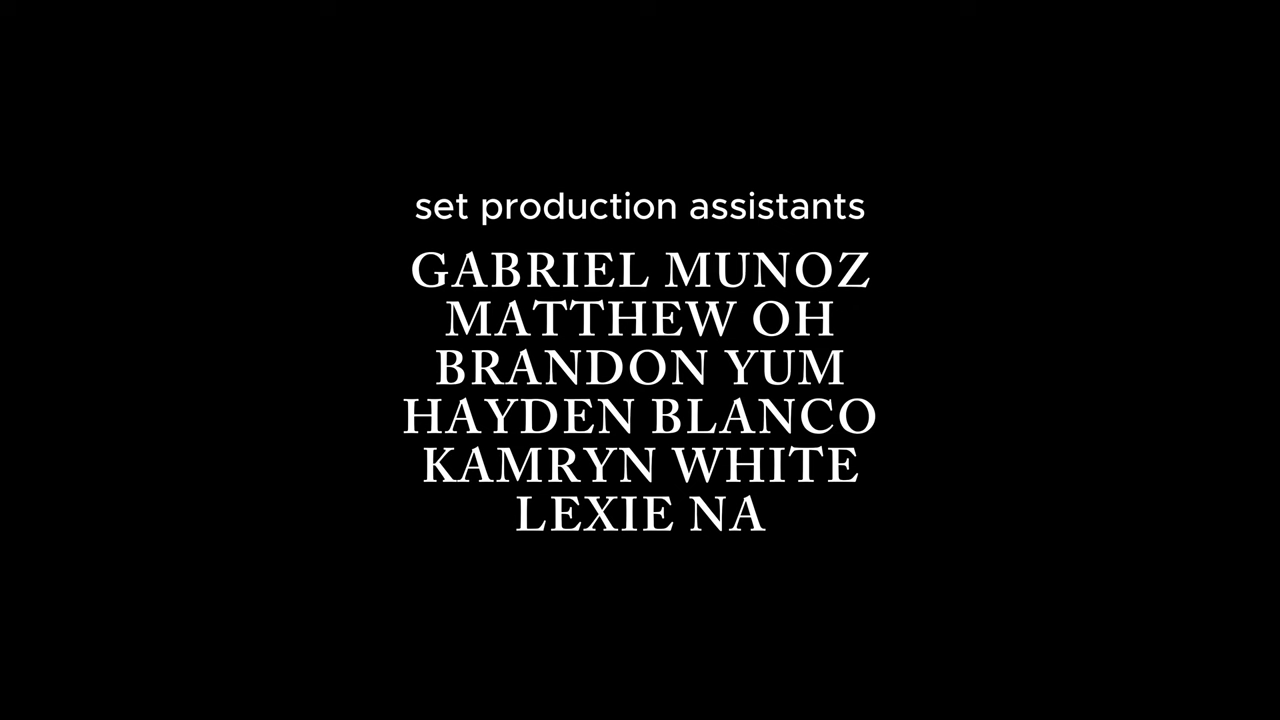 set production assistants
GABRIEL MUNOZ
MATTHEW OH
BRANDON YUM
HAYDEN BLANCO
KAMRYN WHITE
LEXIE NA